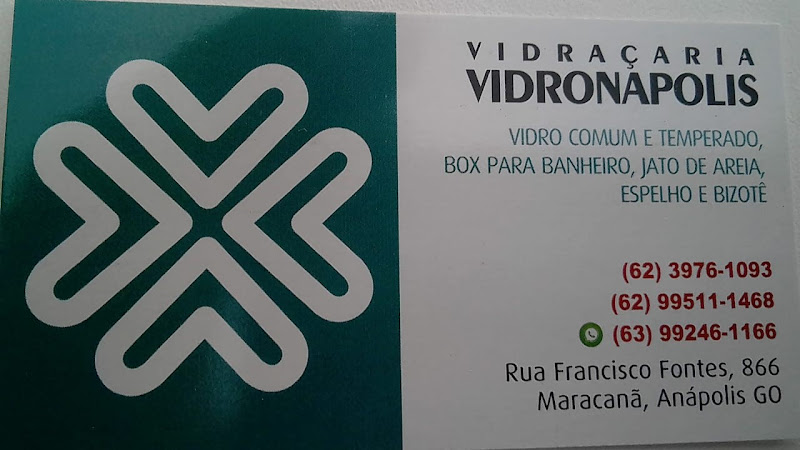 VIDRAÇARIA
VIDRONAPOLIS
VIDRO COMUM E TEMPERADO,
BOX PARA BANHEIRO, JATO DE AREIA,
ESPELHO E BIZOTÊ
(62) 3976-1093
(62) 99511-1468
(63) 99246-1166
Rua Francisco Fontes, 866
Maracanã, Anápolis GO